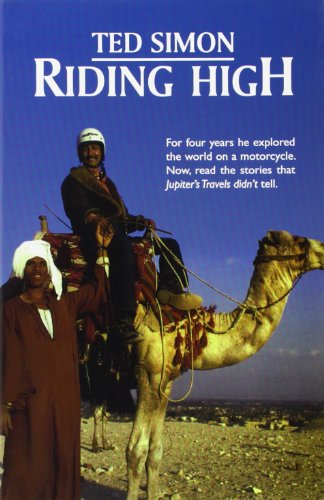 TED SIMON
RIDING HIGH
For four years he explored
the world on a motorcycle.
Now, read the stories that
Jupiter's Travels didn't tell.